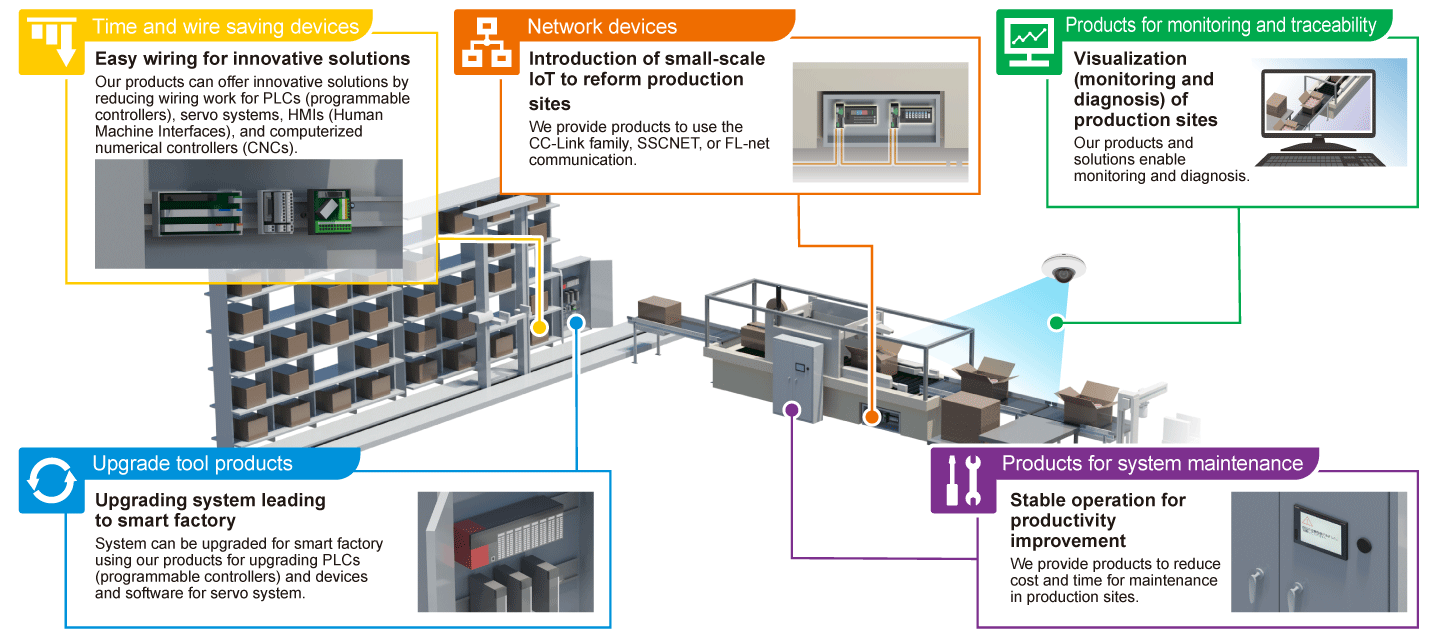 Time and wire saving devices
Easy wiring for innovative solutions
Our products can offer innovative solutions by
reducing wiring work for PLCs (programmable
controllers), servo systems, HMIs (Human
Machine Interfaces), and computerized
numerical controllers (CNCs).
Network devices
Introduction of small-scale
IoT to reform production
sites
We provide products to use the
CC-Link family, SSCNET, or FL-net
communication.
Products for monitoring and traceability
Visualization
(monitoring and
diagnosis) of
production sites
Our products and
solutions enable
monitoring and diagnosis.
Upgrade tool products
Upgrading system leading
to smart factory
System can be upgraded for smart factory
using our products for upgrading PLCs
(programmable controllers) and devices
and software for servo system.
Products for system maintenance
Stable operation for
productivity
improvement
We provide products to reduce
cost and time for maintenance
in production sites.